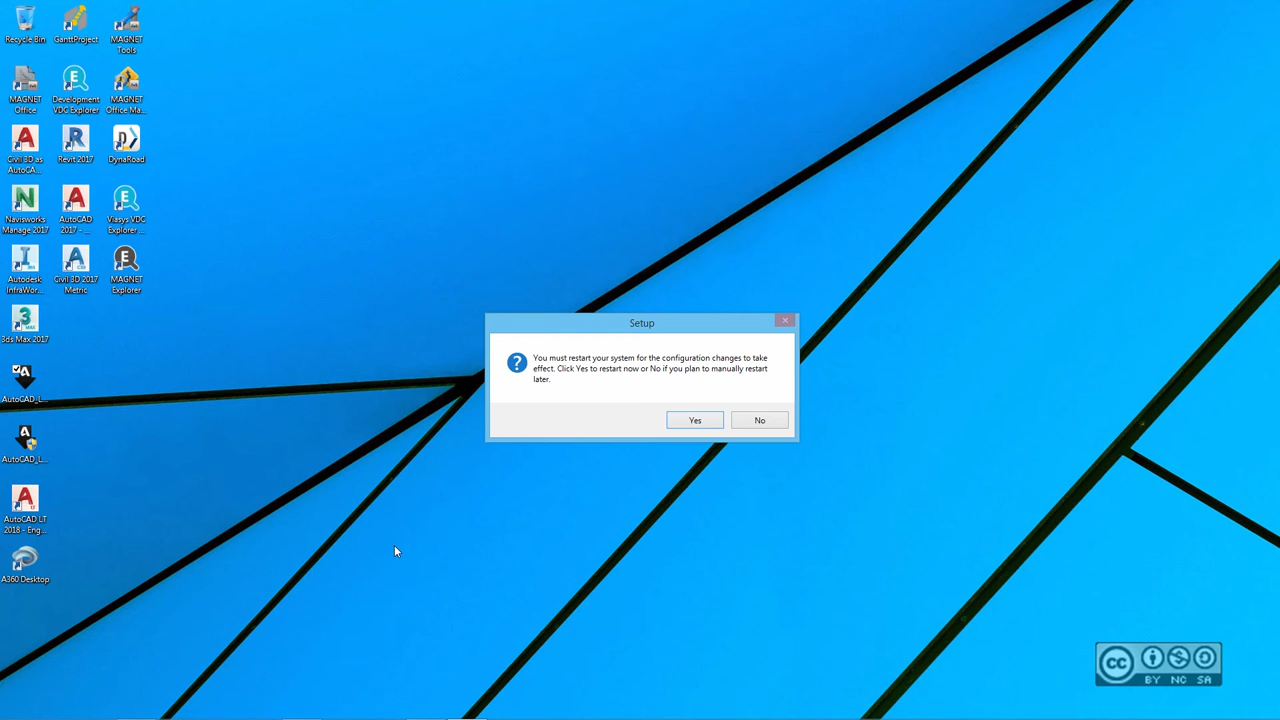 Recycle Bin
GanttProject
MAGNET
Tools
MAGNET
Office
Development
VDC Explorer
MAGNET
Office Ma...
Civil 3D as
AutoCA...
Revit 2017
DynaRoad
Navisworks
Manage 2017
AutoCAD
2017 - ...
Viasys VDC
Explorer ...
Autodesk
InfraWor...
Civil 3D 2017
Metric
MAGNET
Explorer
3ds Max 2017
AutoCAD_L...
AutoCAD_L...
AutoCAD LT
2018 - Eng...
A360 Desktop
Setup
You must restart your system for the configuration changes to take
effect. Click Yes to restart now or No if you plan to manually restart
later.
Yes
No
cc
BY NC SA